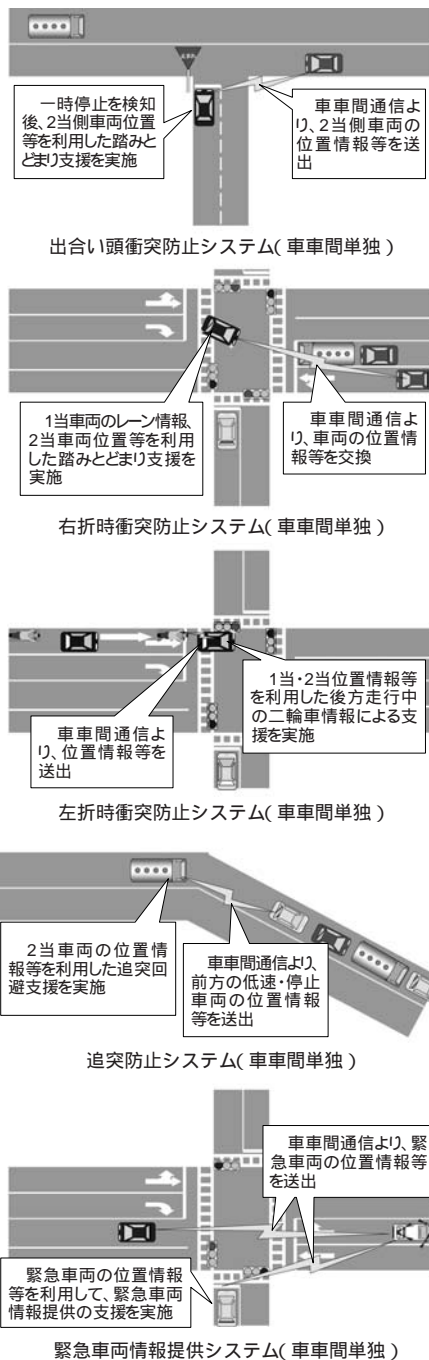 一時停止を検知
後、2当側車両位置
等を利用した踏みと
どまり支援を実施
車車間通信よ
り、2当側車両の
位置情報等を送
出
出合い頭衝突防止システム(車車間単独)
1当車両のレーン情報、
2当車両位置等を利用
した踏みとどまり支援を
実施
車車間通信よ
り、車両の位置情
報等を交換
右折時衝突防止システム(車車間単独)
車車間通信よ
り、位置情報等を
送出
1当・2当位置情報等
を利用した後方走行中
の二輪車情報による支
援を実施
左折時衝突防止システム(車車間単独)
2当車両の位置情
報等を利用した追突回
避支援を実施
車車間通信より、
前方の低速・停止
車両の位置情報
等を送出
追突防止システム(車車間単独)
車車間通信より、緊
急車両の位置情報等
を送出
緊急車両の位置情報
等を利用して、緊急車両
情報提供の支援を実施
緊急車両情報提供システム(車車間単独)